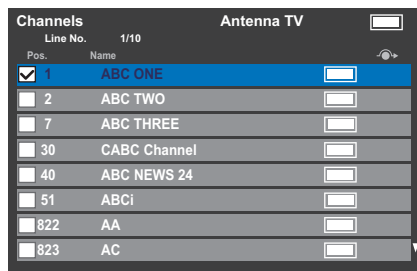 Channels Antenna TV
Line No. 1/10
Pos. Name
1 ABC ONE
2 ABC TWO
7 ABC THREE
30 CABC Channel
40 ABC NEWS 24
51 ABCi
822 AA
823 AC